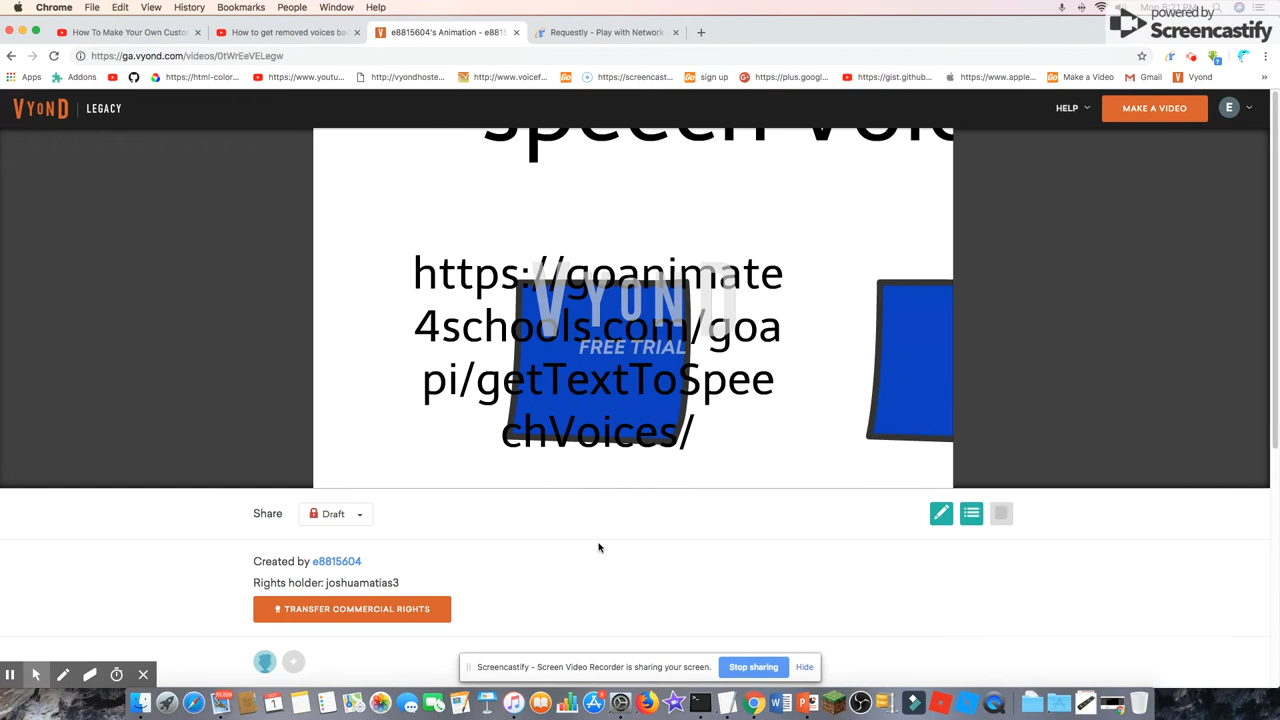 Chrome File Edit View History Bookmarks People Window Help
powered by
Screencastify
How To Make Your Own Custo
How to get removed voices ba
e8815604's Animation - e881
Requestly - Play with Network
https://ga.vyond.com/videos/0tWrEeVELegw
Apps Addons https://html-color- https://www.youtu... http://vyondhoste... http://www.voicef... Go https://screencast... Go sign up https://plus.googl... https://gist.github... https://www.apple... Go Make a Video Gmail Vyond »
VYOND LEGACY HELP MAKE A VIDEO E
speech voic
https://goanimate
4schools.com/goa
pi/getTextToSpee
chVoices/
VYOND
FREE TRIAL
Share Draft
Created by e8815604
Rights holder: joshuamatias3
TRANSFER COMMERCIAL RIGHTS
Screencastify - Screen Video Recorder is sharing your screen. Stop sharing Hide